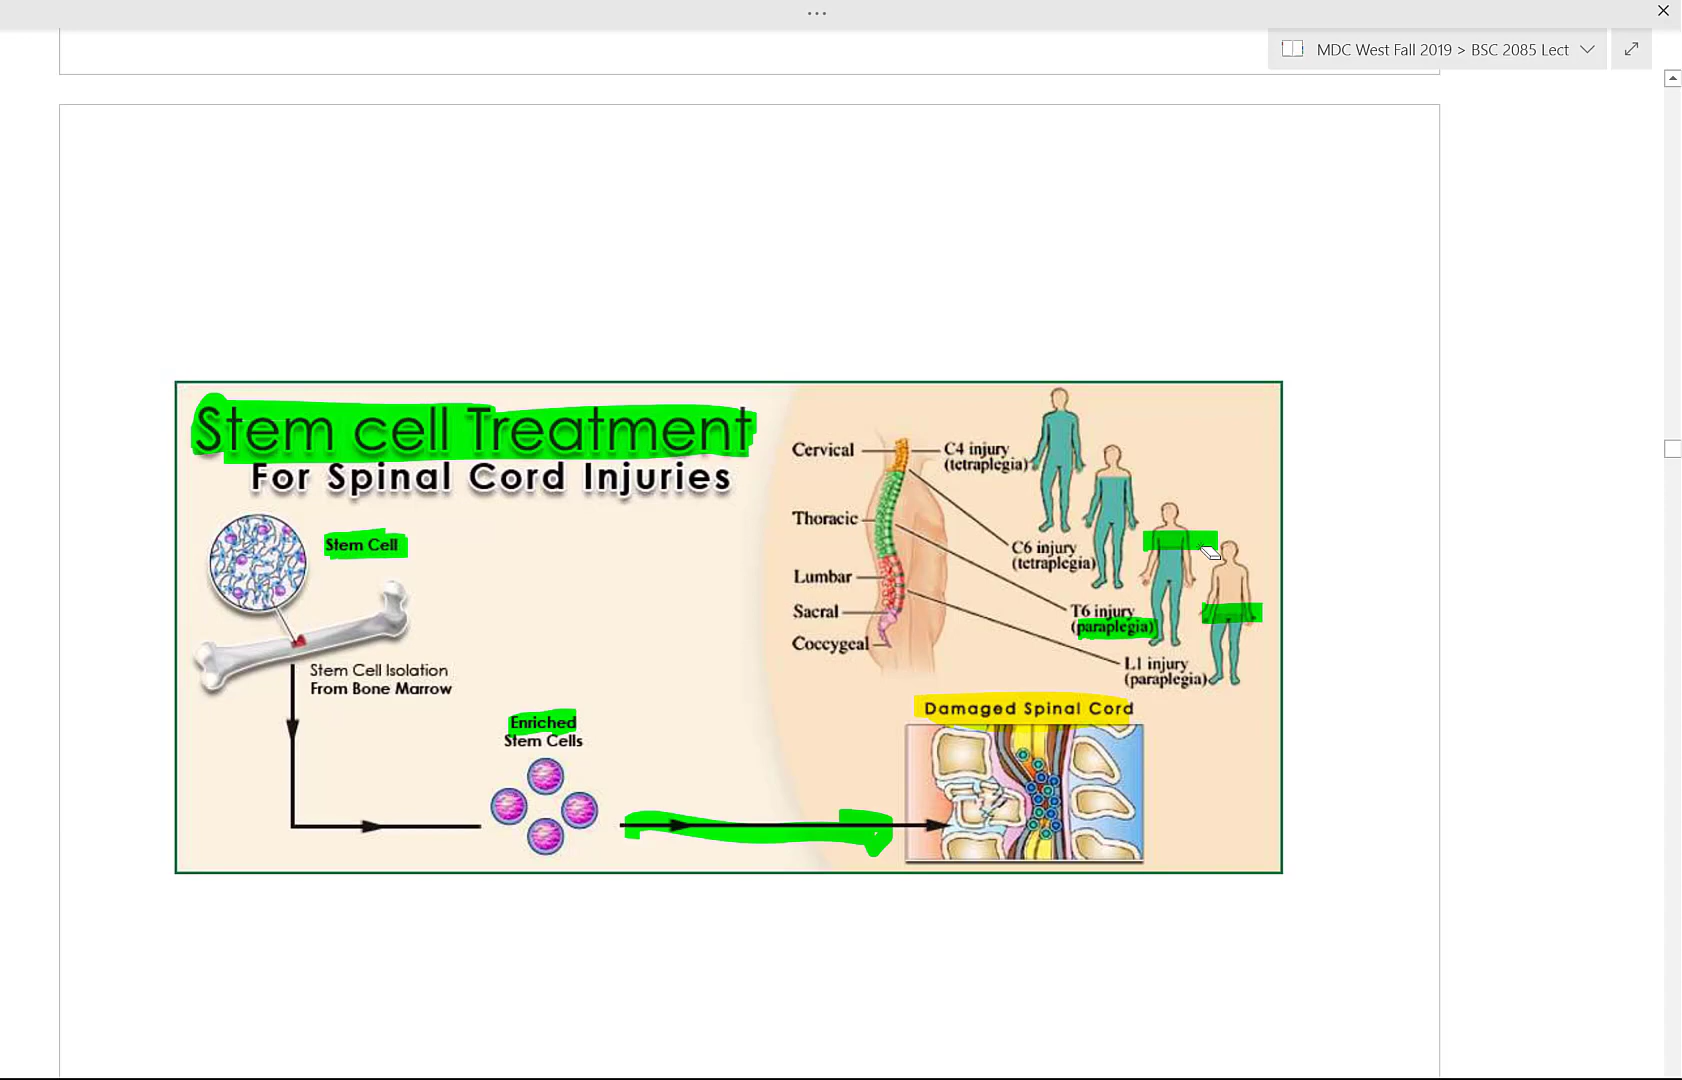 ...
MDC West Fall 2019 > BSC 2085 Lect
Stem cell Treatment
For Spinal Cord Injuries
Stem Cell
Stem Cell Isolation
From Bone Marrow
Enriched
Stem Cells
Cervical
Thoracic
Lumbar
Sacral
Coccygeal
C4 injury
(tetraplegia)
C6 injury
(tetraplegia)
T6 injury
(paraplegia)
L1 injury
(paraplegia)
Damaged Spinal Cord